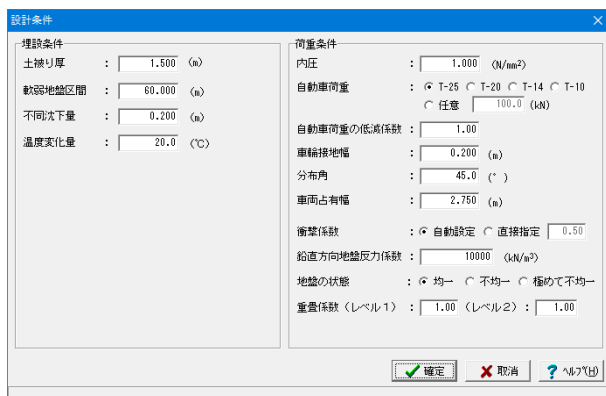 設計条件
埋設条件
土被り厚 : 1.500 (m)
軟弱地盤区間 : 60.000 (m)
不同沈下量 : 0.200 (m)
温度変化量 : 20.0 (℃)
荷重条件
内圧 : 1.000 (N/mm²)
自動車荷重 : T-25 T-20 T-14 T-10
任意 100.0 (kN)
自動車荷重の低減係数 : 1.00
車輪接地幅 : 0.200 (m)
分布角 : 45.0 (°)
車両占有幅 : 2.750 (m)
衝撃係数 : 自動設定 直接指定 0.50
鉛直方向地盤反力係数 : 10000 (kN/m³)
地盤の状態 : 均一 不均一 極めて不均一
重畳係数(レベル1) : 1.00 (レベル2) : 1.00
確定 取消 ? ヘルプ(H)